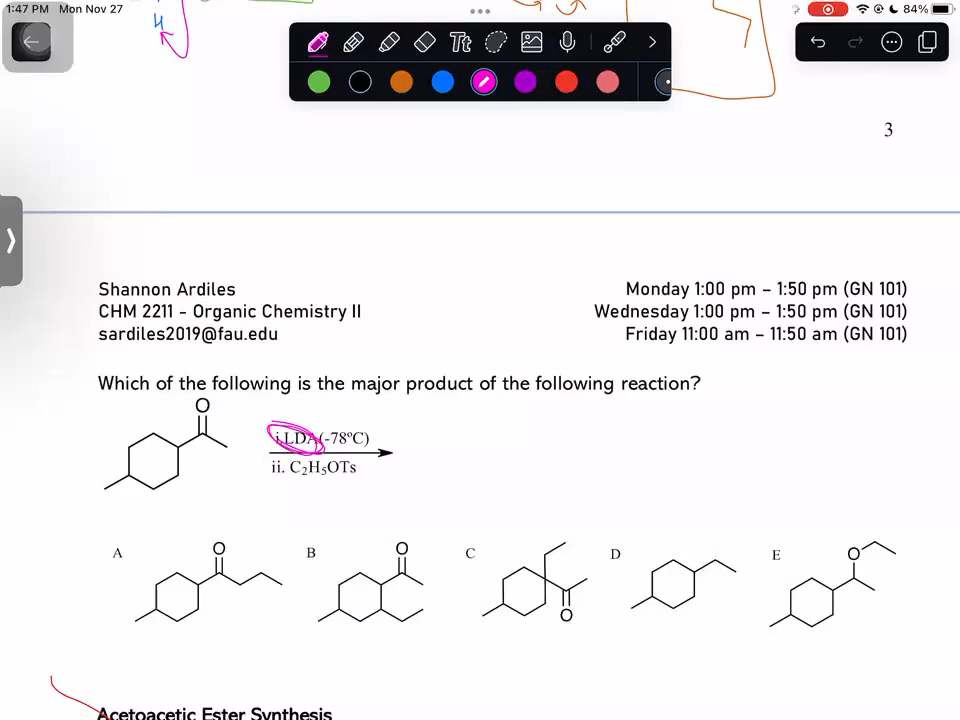 1:47 PM Mon Nov 27
84%
4
Tt
3
Shannon Ardiles
CHM 2211 - Organic Chemistry II
sardiles2019@fau.edu
Monday 1:00 pm – 1:50 pm (GN 101)
Wednesday 1:00 pm – 1:50 pm (GN 101)
Friday 11:00 am – 11:50 am (GN 101)
Which of the following is the major product of the following reaction?
O
i.LDA(-78ºC)
ii. C₂H₅OTs
A
O
B
O
C
O
D
E
O
Acetoacetic Ester Synthesis